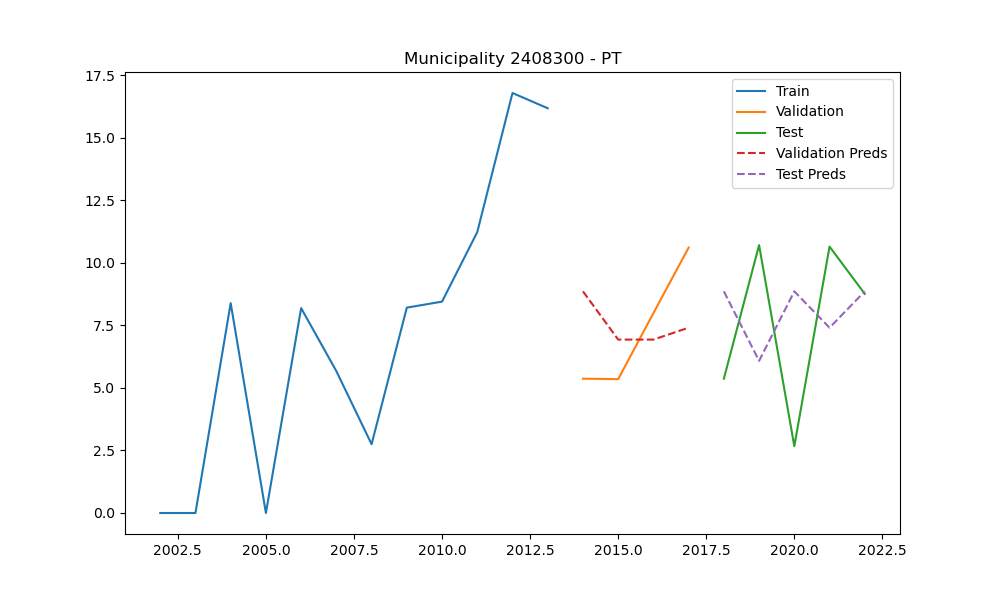 Municipality 2408300 - PT
17.5
15.0
12.5
10.0
7.5
5.0
2.5
0.0
Train
Validation
Test
Validation Preds
Test Preds
2002.5 2005.0 2007.5 2010.0 2012.5 2015.0 2017.5 2020.0 2022.5